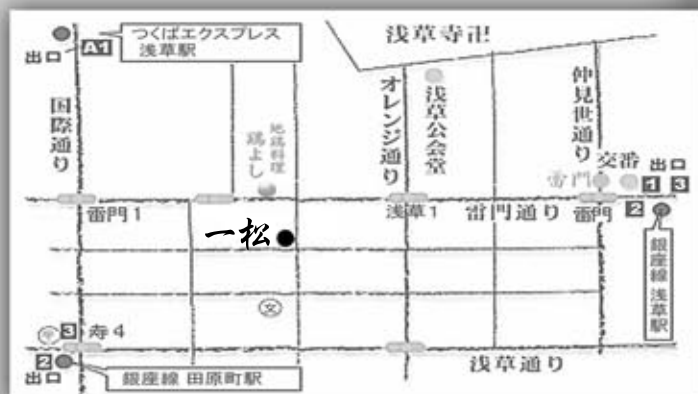 つくばエクスプレス
浅草駅
出口
A1
浅草寺卍
国際通り
地鶏料理
鶏よし
オレンジ通り
浅草公会堂
仲見世通り
交番
出口
雷門
1
3
2
雷門1
浅草1
雷門通り
雷門
一松
銀座線 浅草駅
文
〒
3
寿4
2
出口
銀座線 田原町駅
浅草通り